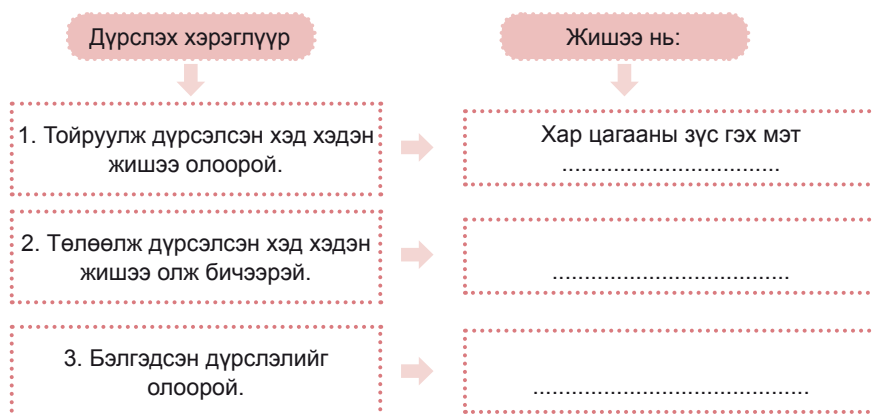 Дүрслэх хэрэглүүр
Жишээ нь:
1. Тойруулж дүрсэлсэн хэд хэдэн
жишээ олоорой.
Хар цагааны зүс гэх мэт
..................................
2. Төлөөлж дүрсэлсэн хэд хэдэн
жишээ олж бичээрэй.
.....................................
3. Бэлгэдсэн дүрслэлийг
олоорой.
...........................................